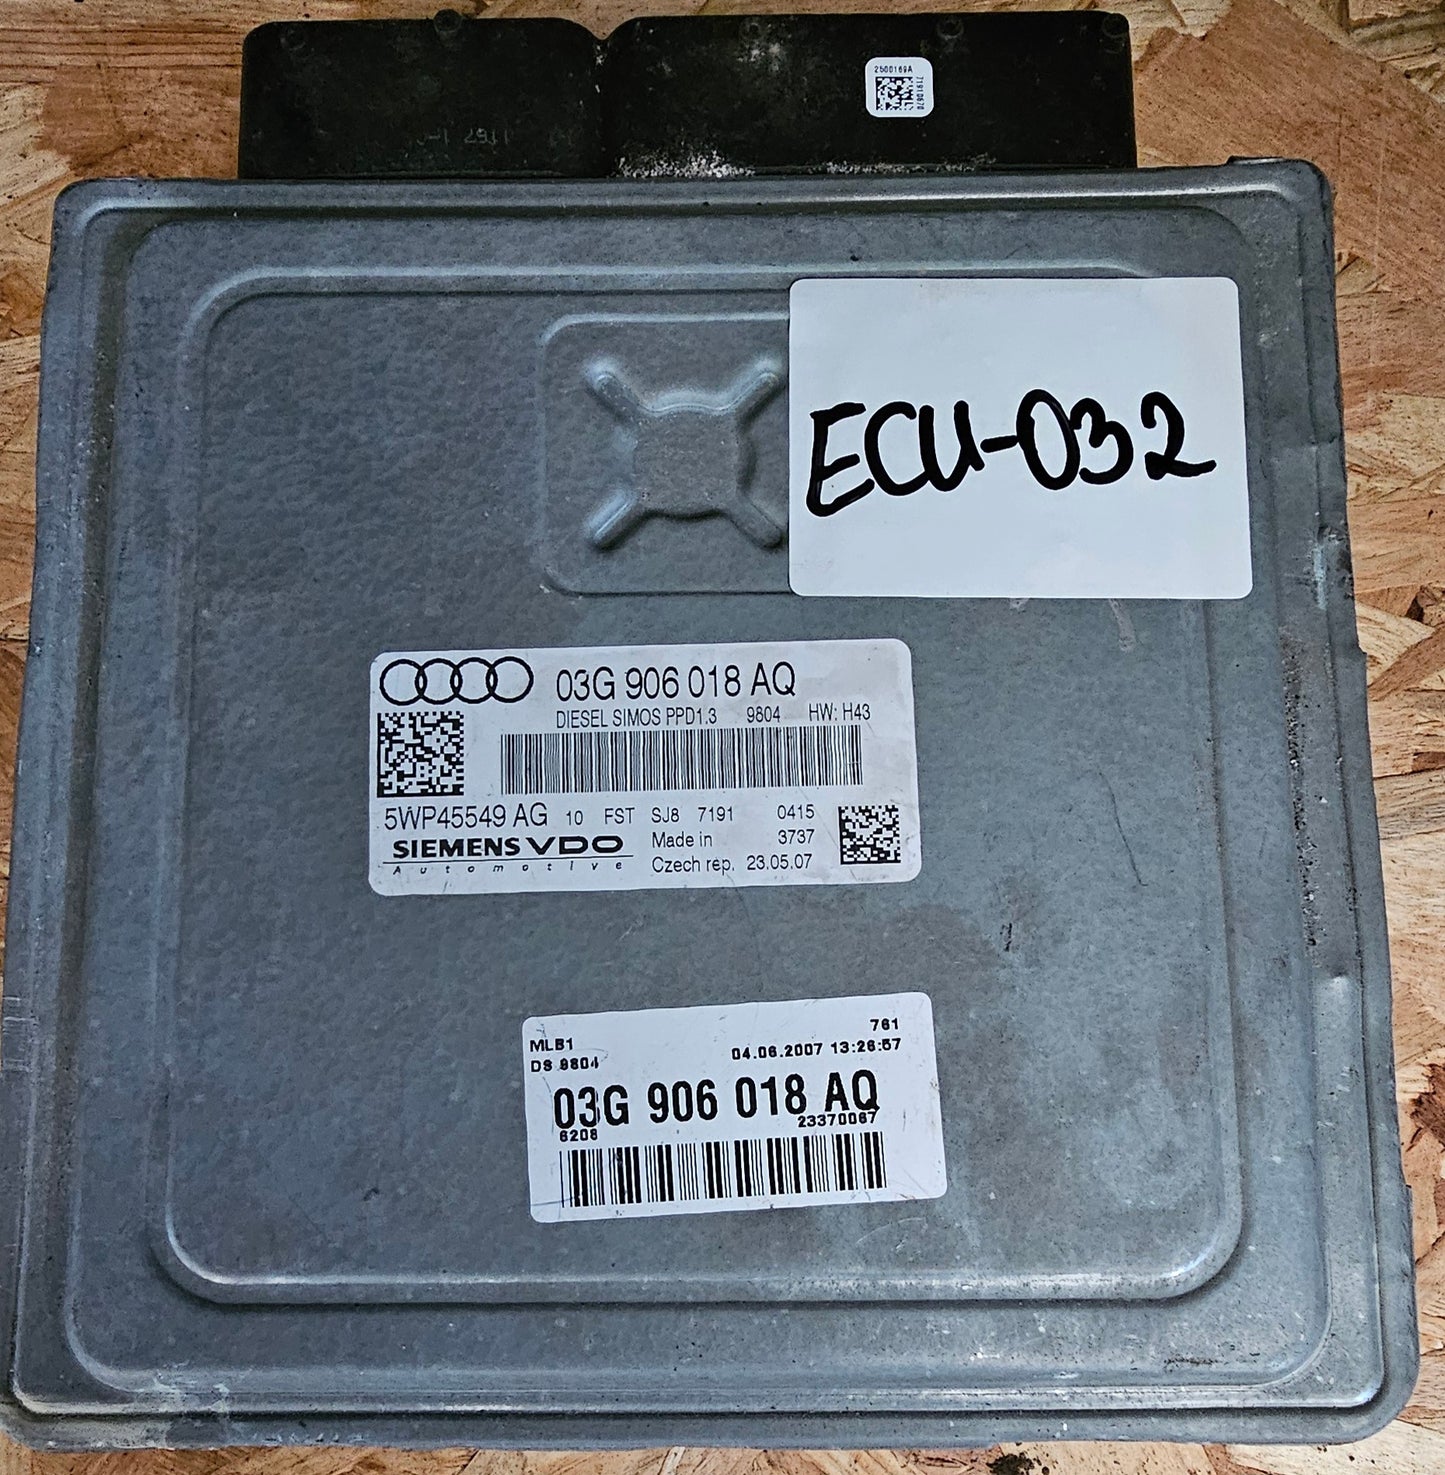 2500169A
71910670
ECU-032
03G 906 018 AQ
DIESEL SIMOS PPD1.3 9804 HW: H43
5WP45549 AG 10 FST SJ8 7191 0415
SIEMENS VDO Made in 3737
Automotive Czech rep. 23.05.07
MLB1 761
DS 9804 04.06.2007 13:26:57
03G 906 018 AQ
6208 23370067